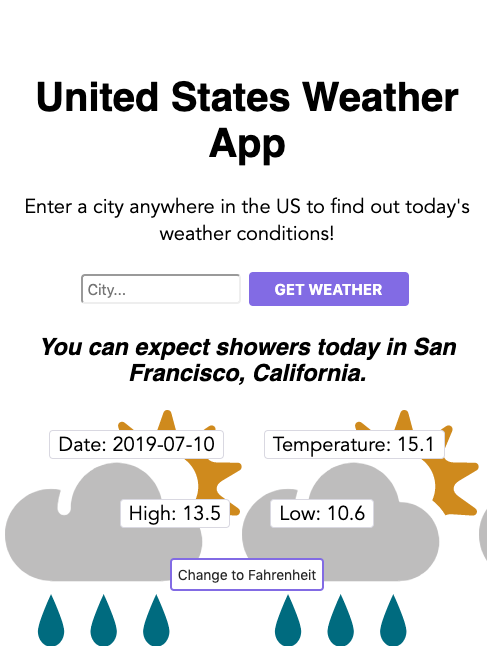 United States Weather
App
Enter a city anywhere in the US to find out today's
weather conditions!
City...
GET WEATHER
You can expect showers today in San
Francisco, California.
Date: 2019-07-10
Temperature: 15.1
High: 13.5
Low: 10.6
Change to Fahrenheit